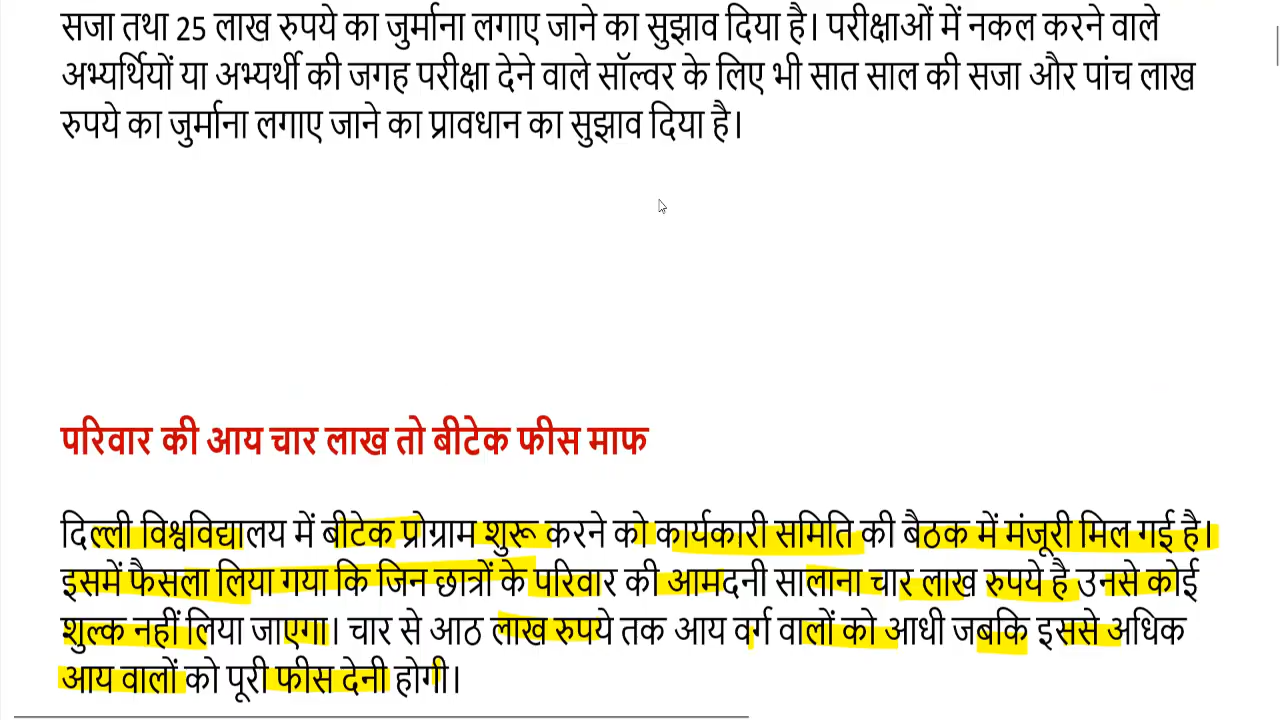 सजा तथा 25 लाख रुपये का जुर्माना लगाए जाने का सुझाव दिया है। परीक्षाओं में नकल करने वाले
अभ्यर्थियों या अभ्यर्थी की जगह परीक्षा देने वाले सॉल्वर के लिए भी सात साल की सजा और पांच लाख
रुपये का जुर्माना लगाए जाने का प्रावधान का सुझाव दिया है।
परिवार की आय चार लाख तो बीटेक फीस माफ
दिल्ली विश्वविद्यालय में बीटेक प्रोग्राम शुरू करने को कार्यकारी समिति की बैठक में मंजूरी मिल गई है।
इसमें फैसला लिया गया कि जिन छात्रों के परिवार की आमदनी सालाना चार लाख रुपये है उनसे कोई
शुल्क नहीं लिया जाएगा। चार से आठ लाख रुपये तक आय वर्ग वालों को आधी जबकि इससे अधिक
आय वालों को पूरी फीस देनी होगी।